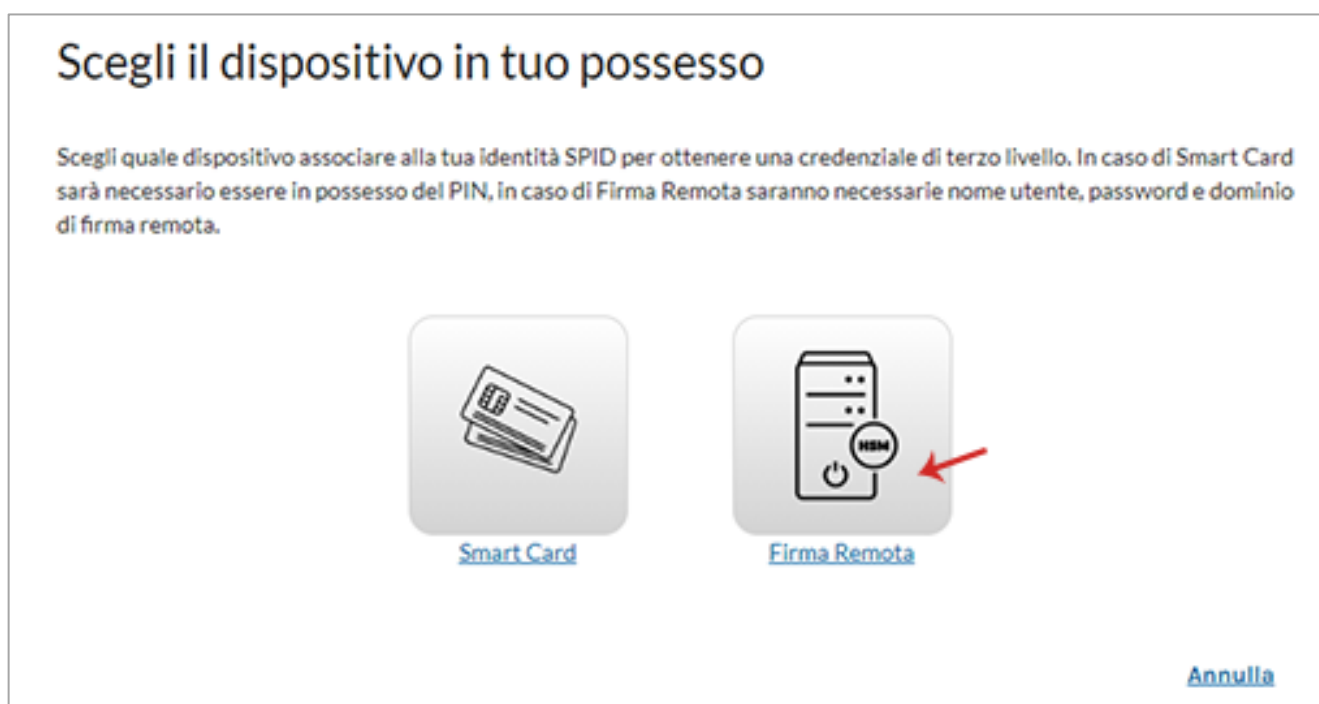 Scegli il dispositivo in tuo possesso
Scegli quale dispositivo associare alla tua identità SPID per ottenere una credenziale di terzo livello. In caso di Smart Card
sarà necessario essere in possesso del PIN, in caso di Firma Remota saranno necessarie nome utente, password e dominio
di firma remota.
HSM
Smart Card
Firma Remota
Annulla